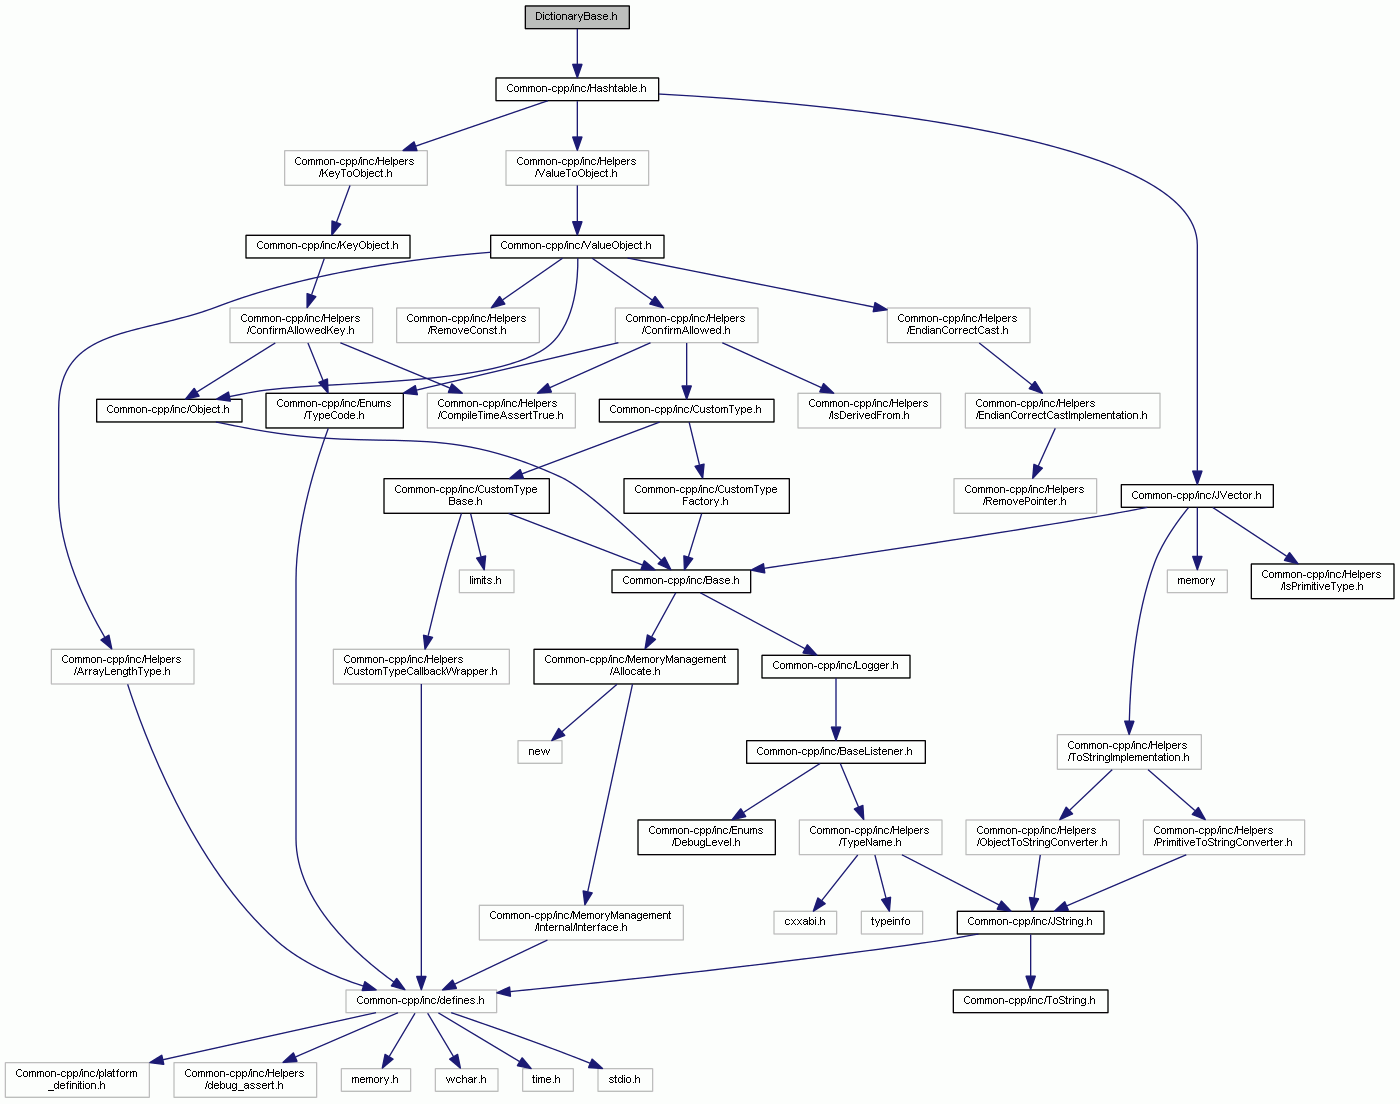 DictionaryBase.h
Common-cpp/inc/Hashtable.h
Common-cpp/inc/Helpers
/KeyToObject.h
Common-cpp/inc/Helpers
/ValueToObject.h
Common-cpp/inc/KeyObject.h
Common-cpp/inc/ValueObject.h
Common-cpp/inc/Helpers
/ConfirmAllowedKey.h
Common-cpp/inc/Helpers
/RemoveConst.h
Common-cpp/inc/Helpers
/ConfirmAllowed.h
Common-cpp/inc/Helpers
/EndianCorrectCast.h
Common-cpp/inc/Object.h
Common-cpp/inc/Enums
/TypeCode.h
Common-cpp/inc/Helpers
/CompileTimeAssertTrue.h
Common-cpp/inc/CustomType.h
Common-cpp/inc/Helpers
/IsDerivedFrom.h
Common-cpp/inc/Helpers
/EndianCorrectCastImplementation.h
Common-cpp/inc/CustomType
Base.h
Common-cpp/inc/CustomType
Factory.h
Common-cpp/inc/Helpers
/RemovePointer.h
Common-cpp/inc/JVector.h
limits.h
Common-cpp/inc/Base.h
memory
Common-cpp/inc/Helpers
/IsPrimitiveType.h
Common-cpp/inc/Helpers
/ArrayLengthType.h
Common-cpp/inc/Helpers
/CustomTypeCallbackWrapper.h
Common-cpp/inc/MemoryManagement
/Allocate.h
Common-cpp/inc/Logger.h
new
Common-cpp/inc/BaseListener.h
Common-cpp/inc/Helpers
/ToStringImplementation.h
Common-cpp/inc/Enums
/DebugLevel.h
Common-cpp/inc/Helpers
/TypeName.h
Common-cpp/inc/Helpers
/ObjectToStringConverter.h
Common-cpp/inc/Helpers
/PrimitiveToStringConverter.h
Common-cpp/inc/MemoryManagement
/Internal/Interface.h
cxxabi.h
typeinfo
Common-cpp/inc/JString.h
Common-cpp/inc/defines.h
Common-cpp/inc/ToString.h
Common-cpp/inc/platform
_definition.h
Common-cpp/inc/Helpers
/debug_assert.h
memory.h
wchar.h
time.h
stdio.h